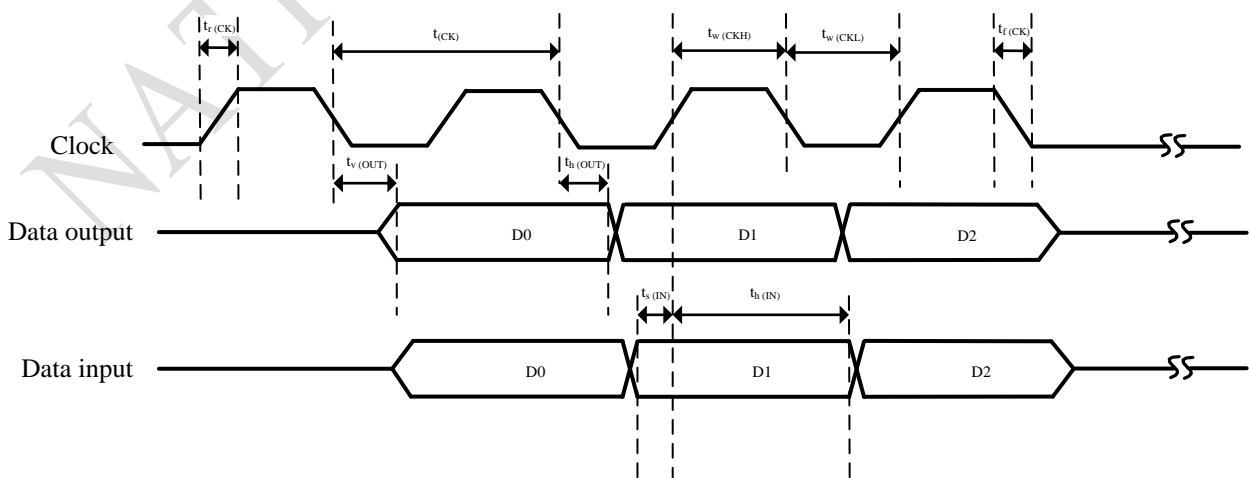 NAT
tr (CK)
t(CK)
tw (CKH)
tw (CKL)
tf (CK)
Clock
tv (OUT)
th (OUT)
Data output
D0
D1
D2
ts (IN)
th (IN)
Data input
D0
D1
D2